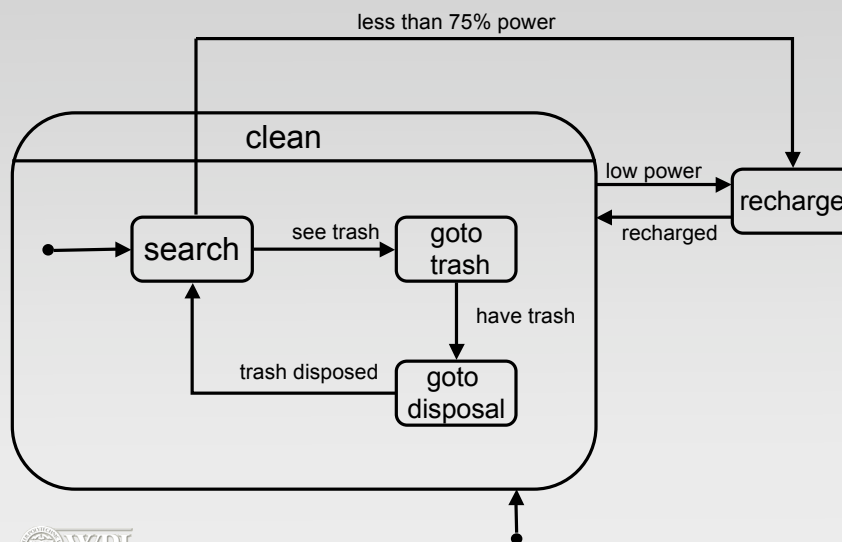 less than 75% power
clean
low power
recharge
recharged
search
see trash
goto
trash
have trash
trash disposed
goto
disposal
WPI